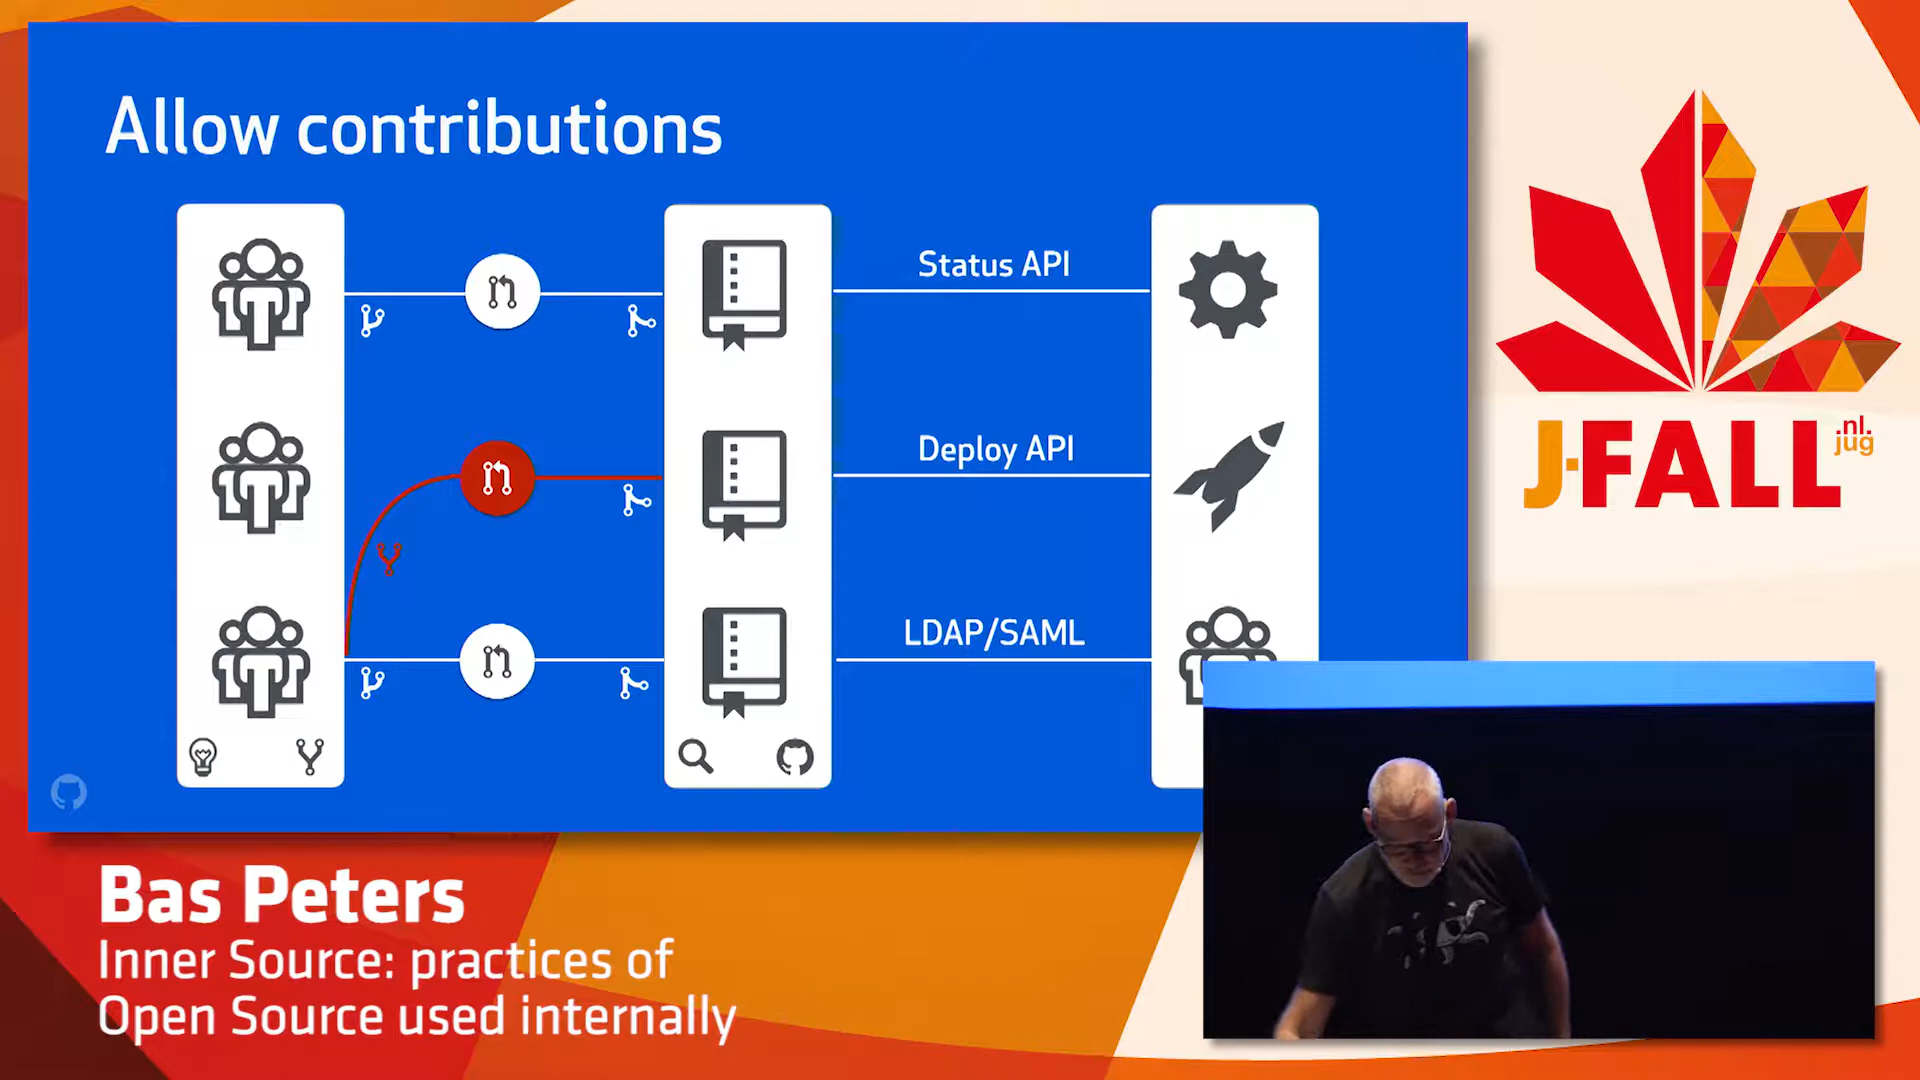 Allow contributions
Status API
Deploy API
LDAP/SAML
J-FALL
nl.
jug
Bas Peters
Inner Source: practices of
Open Source used internally